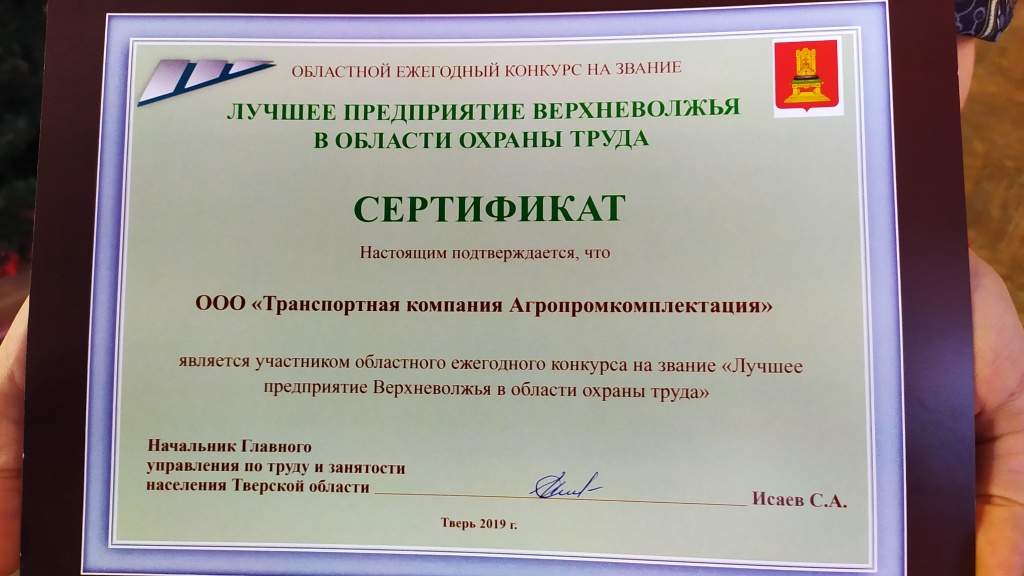 ОБЛАСТНОЙ ЕЖЕГОДНЫЙ КОНКУРС НА ЗВАНИЕ
ЛУЧШЕЕ ПРЕДПРИЯТИЕ ВЕРХНЕВОЛЖЬЯ
В ОБЛАСТИ ОХРАНЫ ТРУДА
СЕРТИФИКАТ
Настоящим подтверждается, что
ООО «Транспортная компания Агропромкомплектация»
является участником областного ежегодного конкурса на звание «Лучшее
предприятие Верхневолжья в области охраны труда»
Начальник Главного
управления по труду и занятости
населения Тверской области
Исаев С.А.
Тверь 2019 г.